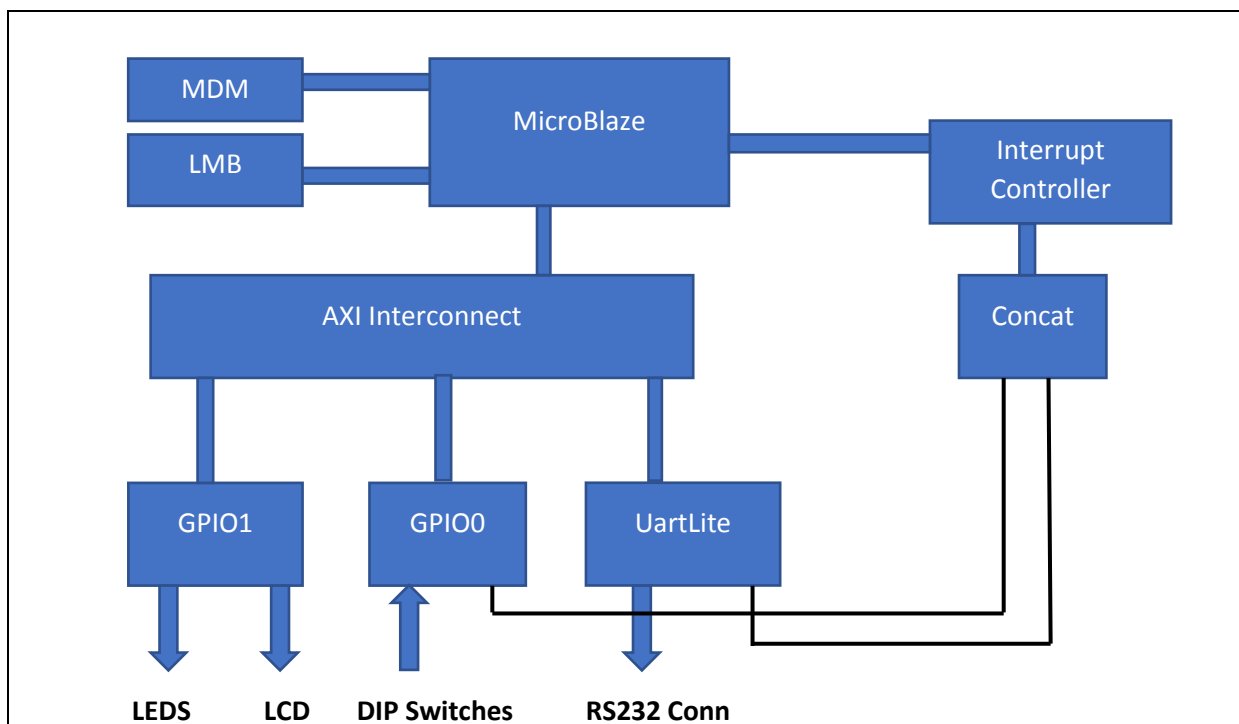 MDM
MicroBlaze
LMB
Interrupt
Controller
AXI Interconnect
Concat
GPIO1
GPIO0
UartLite
LEDS
LCD
DIP Switches
RS232 Conn